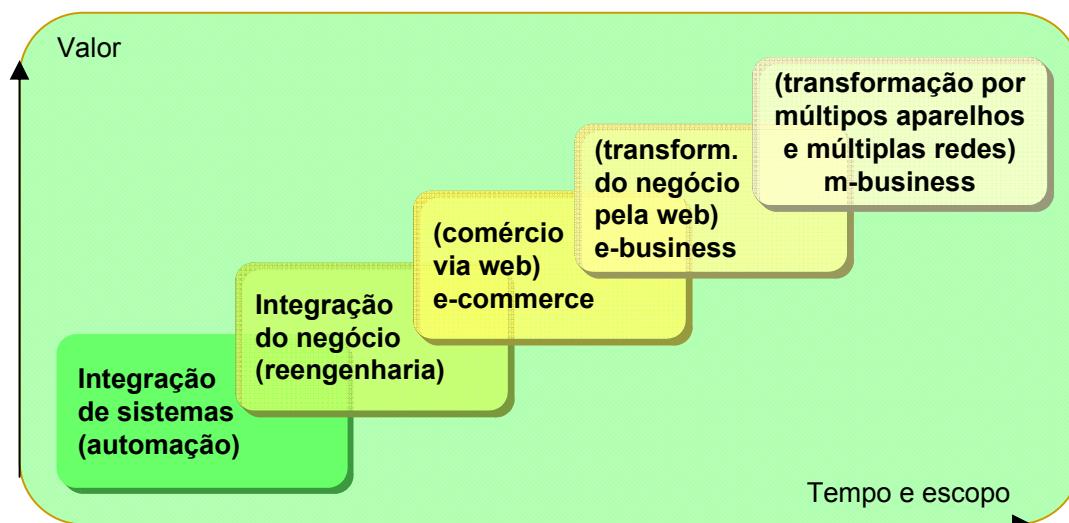 Valor
(transformação por
múltipos aparelhos
e múltiplas redes)
m-business
(transform.
do negócio
pela web)
e-business
(comércio
via web)
e-commerce
Integração
do negócio
(reengenharia)
Integração
de sistemas
(automação)
Tempo e escopo